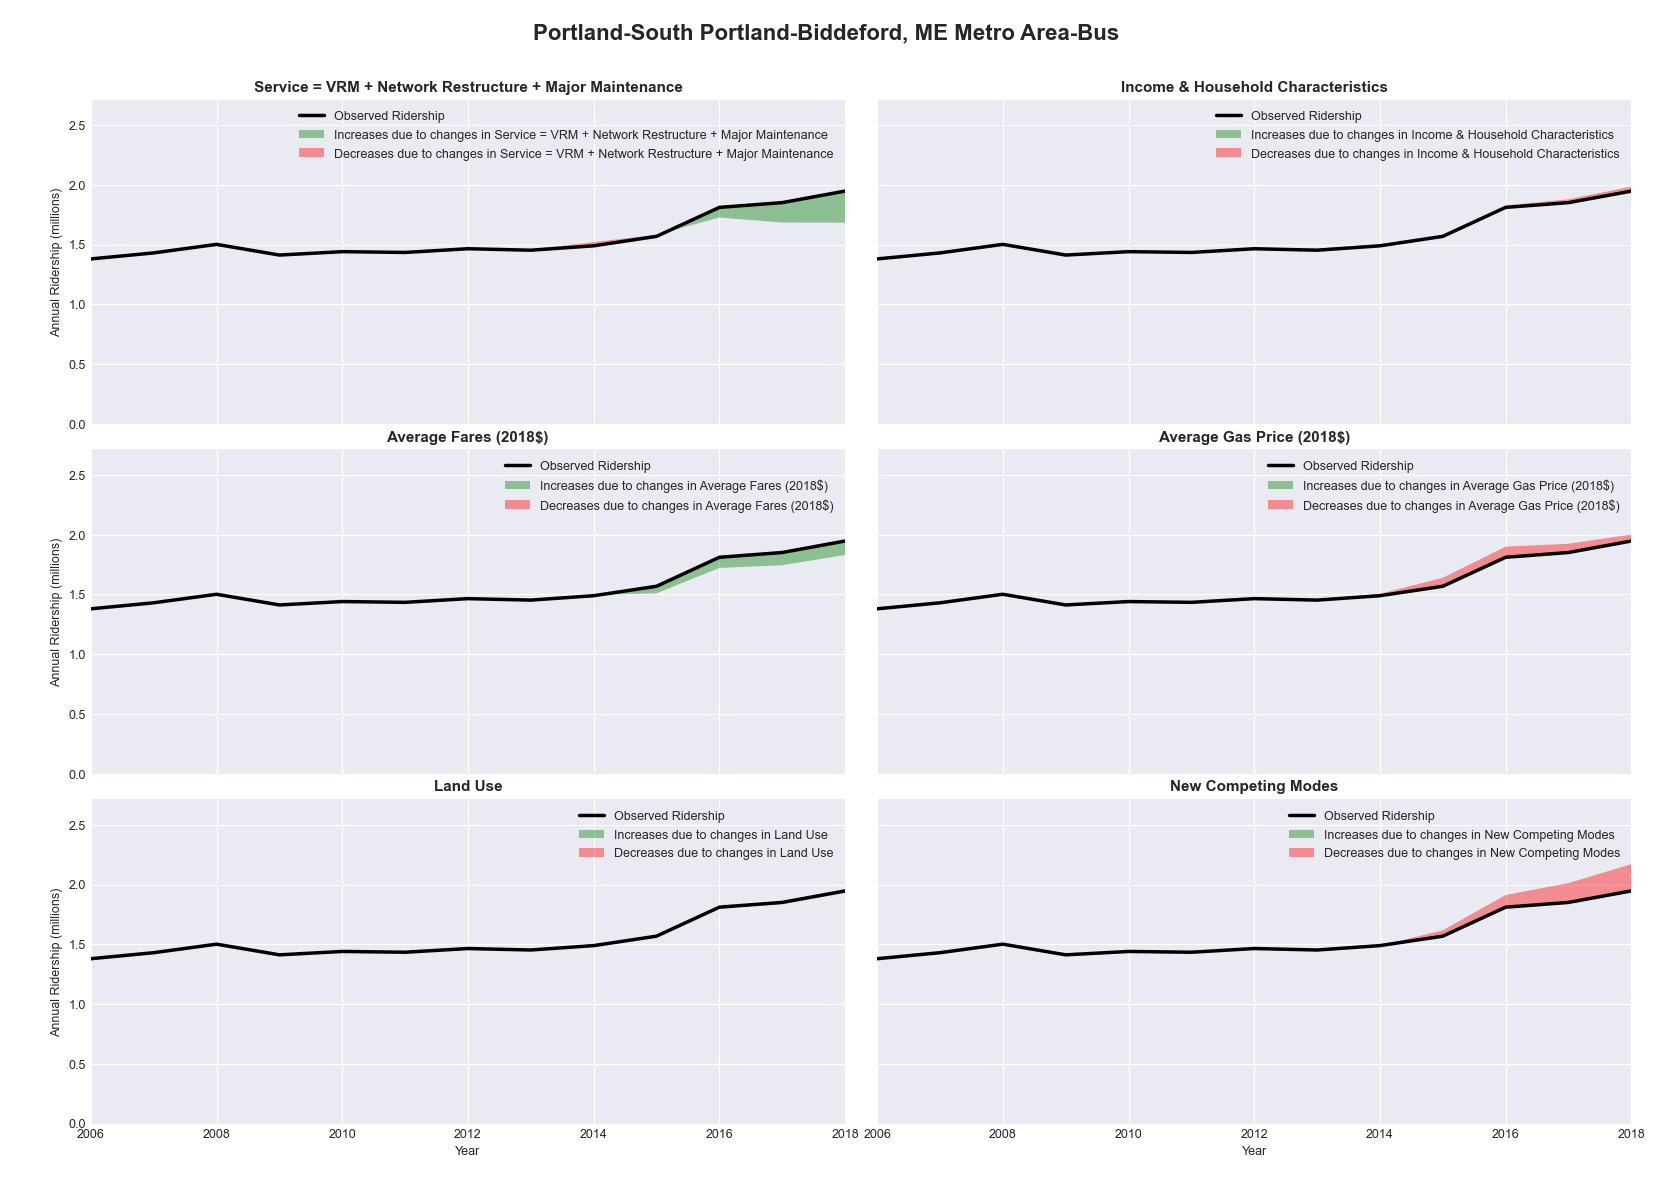 Portland-South Portland-Biddeford, ME Metro Area-Bus
Service = VRM + Network Restructure + Major Maintenance
Observed Ridership
Increases due to changes in Service = VRM + Network Restructure + Major Maintenance
Decreases due to changes in Service = VRM + Network Restructure + Major Maintenance
2.5
2.0
1.5
1.0
0.5
0.0
Annual Ridership (millions)
Income & Household Characteristics
Observed Ridership
Increases due to changes in Income & Household Characteristics
Decreases due to changes in Income & Household Characteristics
Average Fares (2018$)
Observed Ridership
Increases due to changes in Average Fares (2018$)
Decreases due to changes in Average Fares (2018$)
2.5
2.0
1.5
1.0
0.5
0.0
Annual Ridership (millions)
Average Gas Price (2018$)
Observed Ridership
Increases due to changes in Average Gas Price (2018$)
Decreases due to changes in Average Gas Price (2018$)
Land Use
Observed Ridership
Increases due to changes in Land Use
Decreases due to changes in Land Use
2.5
2.0
1.5
1.0
0.5
0.0
Annual Ridership (millions)
2006 2008 2010 2012 2014 2016 2018
Year
New Competing Modes
Observed Ridership
Increases due to changes in New Competing Modes
Decreases due to changes in New Competing Modes
2006 2008 2010 2012 2014 2016 2018
Year